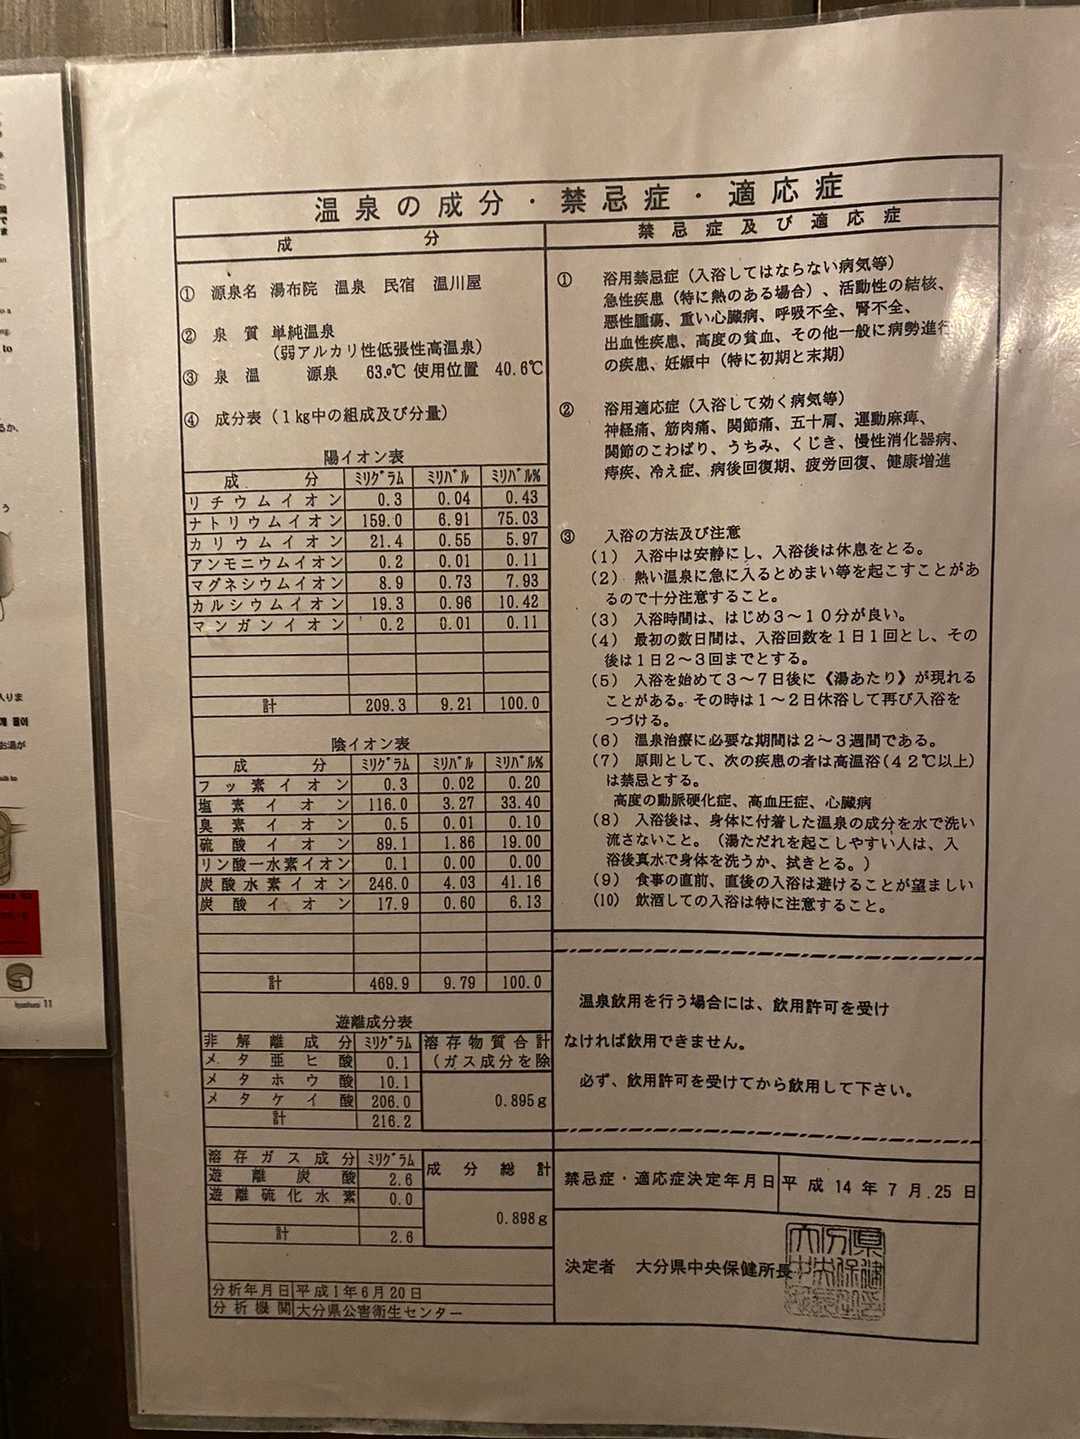 温泉の成分・禁忌症・適応症
成 分
① 源泉名 湯布院 温泉 民宿 温川屋
② 泉 質 単純温泉
(弱アルカリ性低張性高温泉)
③ 泉 温 源泉 63.0℃ 使用位置 40.6℃
④ 成分表(1kg中の組成及び分量)
陽イオン表
成 分 ミリグラム ミリバル ミリバル%
リチウムイオン 0.3 0.04 0.43
ナトリウムイオン 159.0 6.91 75.03
カリウムイオン 21.4 0.55 5.97
アンモニウムイオン 0.2 0.01 0.11
マグネシウムイオン 8.9 0.73 7.93
カルシウムイオン 19.3 0.96 10.42
マンガンイオン 0.2 0.01 0.11
計 209.3 9.21 100.0
陰イオン表
成 分 ミリグラム ミリバル ミリバル%
フッ素イオン 0.3 0.02 0.20
塩素イオン 116.0 3.27 33.40
臭素イオン 0.5 0.01 0.10
硫酸イオン 89.1 1.86 19.00
リン酸一水素イオン 0.1 0.00 0.00
炭酸水素イオン 246.0 4.03 41.16
炭酸イオン 17.9 0.60 6.13
計 469.9 9.79 100.0
遊離成分表
非解離成分 ミリグラム 溶存物質合計
メタ亜ヒ酸 0.1 (ガス成分を除
メタホウ酸 10.1
メタケイ酸 206.0 0.895g
計 216.2
溶存ガス成分 ミリグラム 成分総計
遊離炭酸 2.6
遊離硫化水素 0.0 0.898g
計 2.6
分析年月日 平成1年6月20日
分析機関 大分県公害衛生センター
禁忌症及び適応症
① 浴用禁忌症(入浴してはならない病気等)
急性疾患(特に熱のある場合)、活動性の結核、
悪性腫瘍、重い心臓病、呼吸不全、腎不全、
出血性疾患、高度の貧血、その他一般に病勢進行
の疾患、妊娠中(特に初期と末期)
② 浴用適応症(入浴して効く病気等)
神経痛、筋肉痛、関節痛、五十肩、運動麻痺、
関節のこわばり、うちみ、くじき、慢性消化器病、
痔疾、冷え症、病後回復期、疲労回復、健康増進
③ 入浴の方法及び注意
(1) 入浴中は安静にし、入浴後は休息をとる。
(2) 熱い温泉に急に入るとめまい等を起こすことがあ
るので十分注意すること。
(3) 入浴時間は、はじめ3~10分が良い。
(4) 最初の数日間は、入浴回数を1日1回とし、その
後は1日2~3回までとする。
(5) 入浴を始めて3~7日後に《湯あたり》が現れる
ことがある。その時は1~2日休浴して再び入浴を
つづける。
(6) 温泉治療に必要な期間は2~3週間である。
(7) 原則として、次の疾患の者は高温浴(42℃以上)
は禁忌とする。
高度の動脈硬化症、高血圧症、心臓病
(8) 入浴後は、身体に付着した温泉の成分を水で洗い
流さないこと。(湯ただれを起こしやすい人は、入
浴後真水で身体を洗うか、拭きとる。)
(9) 食事の直前、直後の入浴は避けることが望ましい
(10) 飲酒しての入浴は特に注意すること。
温泉飲用を行う場合には、飲用許可を受け
なければ飲用できません。
必ず、飲用許可を受けてから飲用して下さい。
禁忌症・適応症決定年月日 平成14年7月.25日
決定者 大分県中央保健所長
11